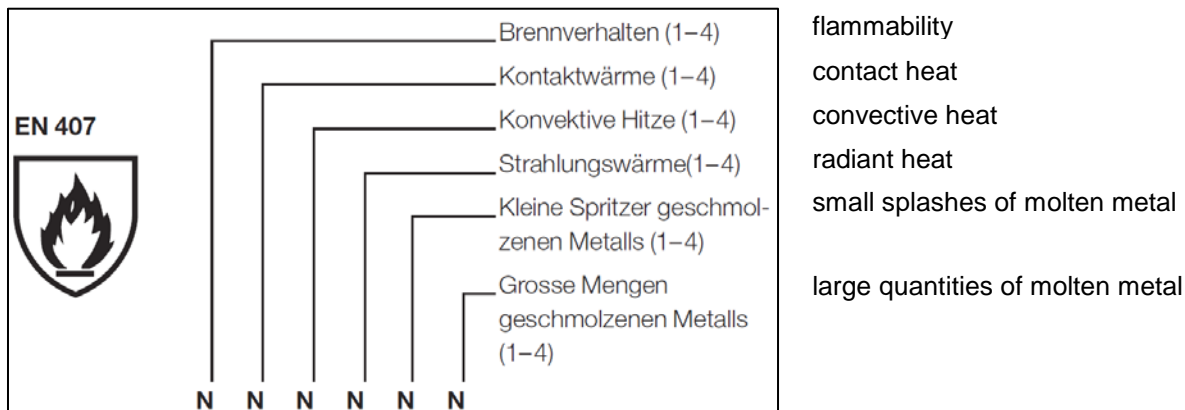 Brennverhalten (1–4) flammability
Kontaktwärme (1–4) contact heat
Konvektive Hitze (1–4) convective heat
EN 407
Strahlungswärme(1–4) radiant heat
Kleine Spritzer geschmol- small splashes of molten metal
zenen Metalls (1–4)
Grosse Mengen large quantities of molten metal
geschmolzenen Metalls
(1–4)
N N N N N N